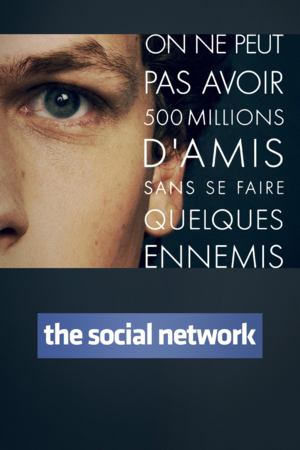 ON NE PEUT
PAS AVOIR
500 MILLIONS
D'AMIS
SANS SE FAIRE
QUELQUES
ENNEMIS
the social network